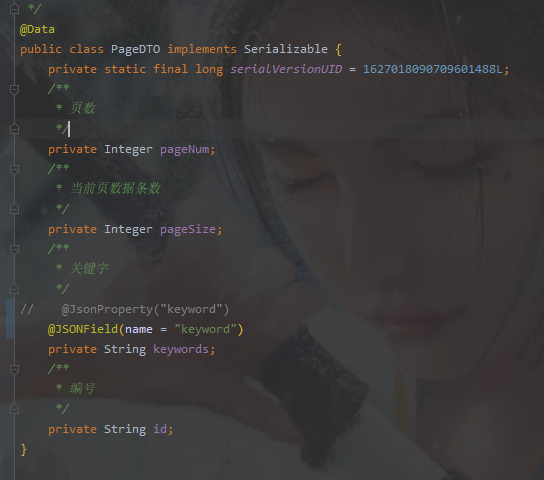 */
@Data
public class PageDTO implements Serializable {
private static final long serialVersionUID = 1627018090709601488L;
/**
* 页数
*/
private Integer pageNum;
/**
* 当前页数据条数
*/
private Integer pageSize;
/**
* 关键字
*/
// @JsonProperty("keyword")
@JSONField(name = "keyword")
private String keywords;
/**
* 编号
*/
private String id;
}